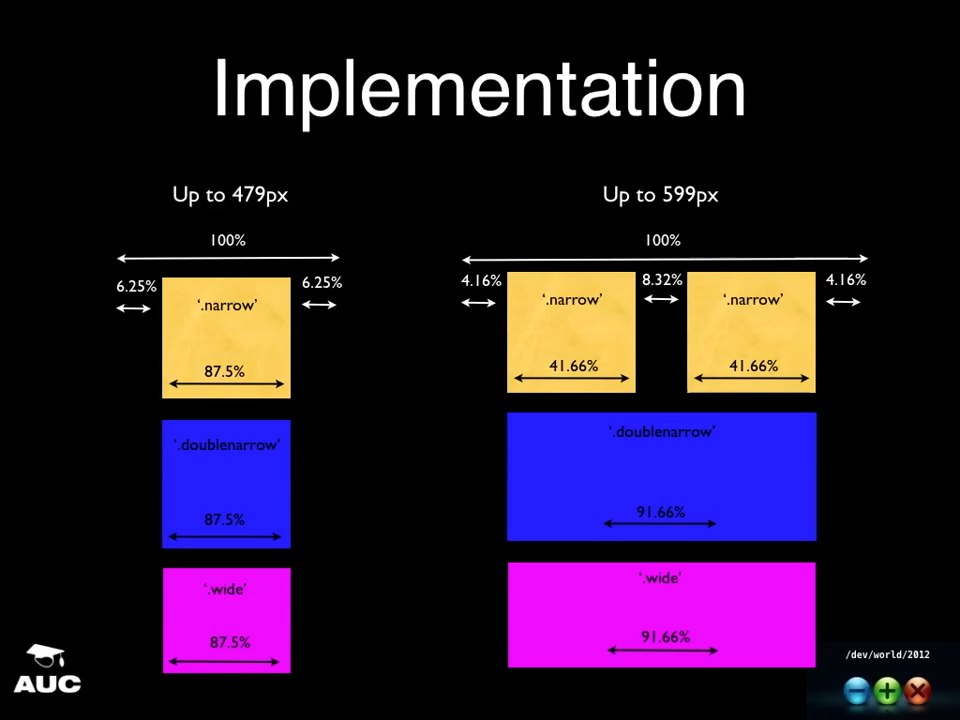 Implementation
Up to 479px
100%
6.25%
6.25%
‘.narrow’
87.5%
‘.doublenarrow’
87.5%
‘.wide’
87.5%
Up to 599px
100%
4.16%
8.32%
4.16%
‘.narrow’
‘.narrow’
41.66%
41.66%
‘.doublenarrow’
91.66%
‘.wide’
91.66%
AUC
/dev/world/2012